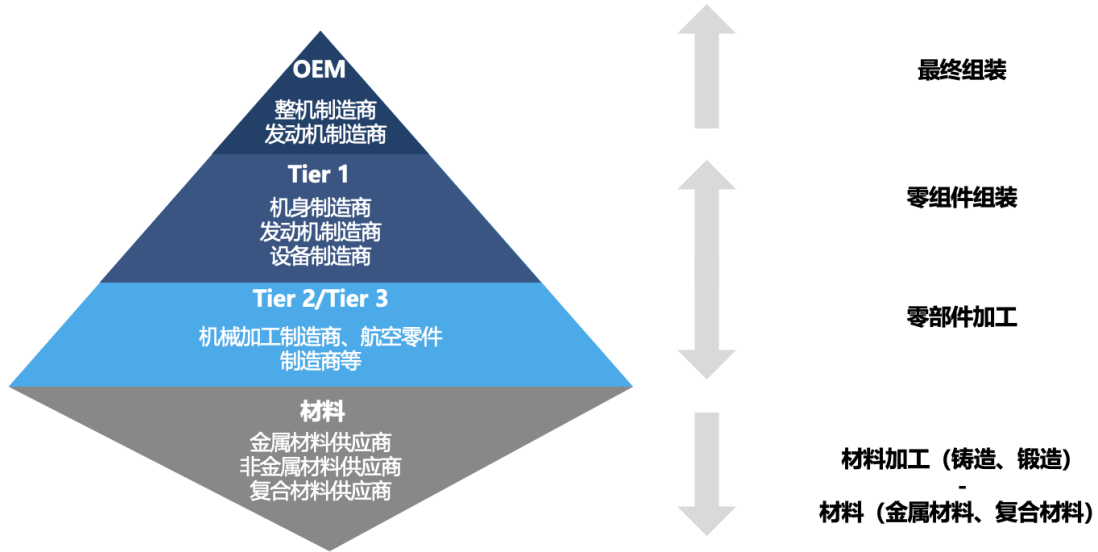 OEM
整机制造商
发动机制造商
Tier 1
机身制造商
发动机制造商
设备制造商
Tier 2/Tier 3
机械加工制造商、航空零件
制造商等
材料
金属材料供应商
非金属材料供应商
复合材料供应商
最终组装
零组件组装
零部件加工
材料加工（铸造、锻造）
-
材料（金属材料、复合材料）